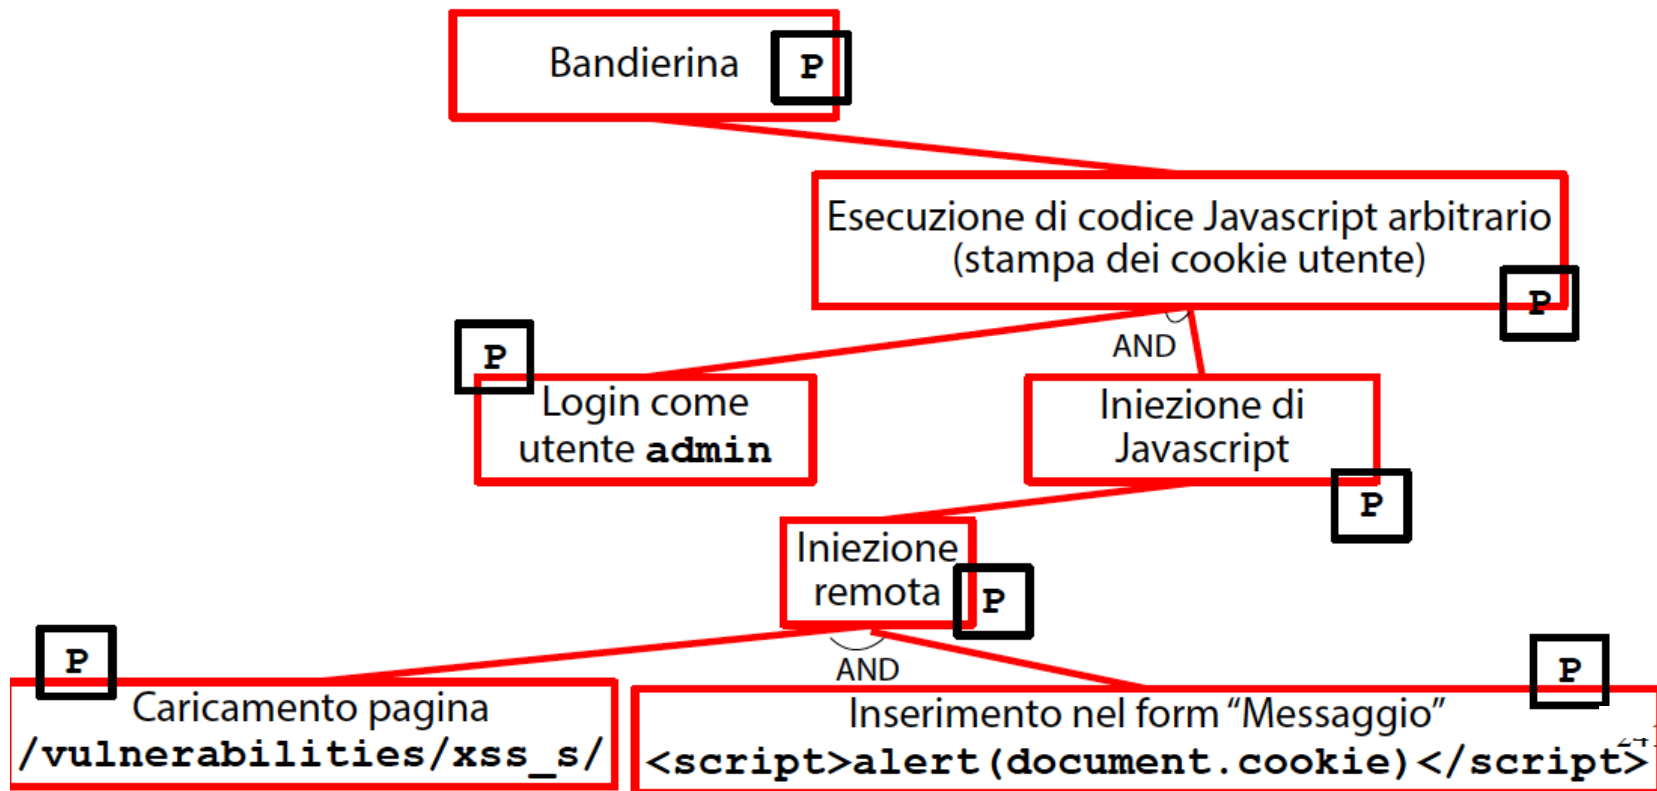 Bandierina
P
Esecuzione di codice Javascript arbitrario
(stampa dei cookie utente)
P
AND
P
Login come
utente admin
Iniezione di
Javascript
P
Iniezione
remota
P
AND
P
Caricamento pagina
/vulnerabilities/xss_s/
P
Inserimento nel form “Messaggio”
<script>alert(document.cookie)</script>